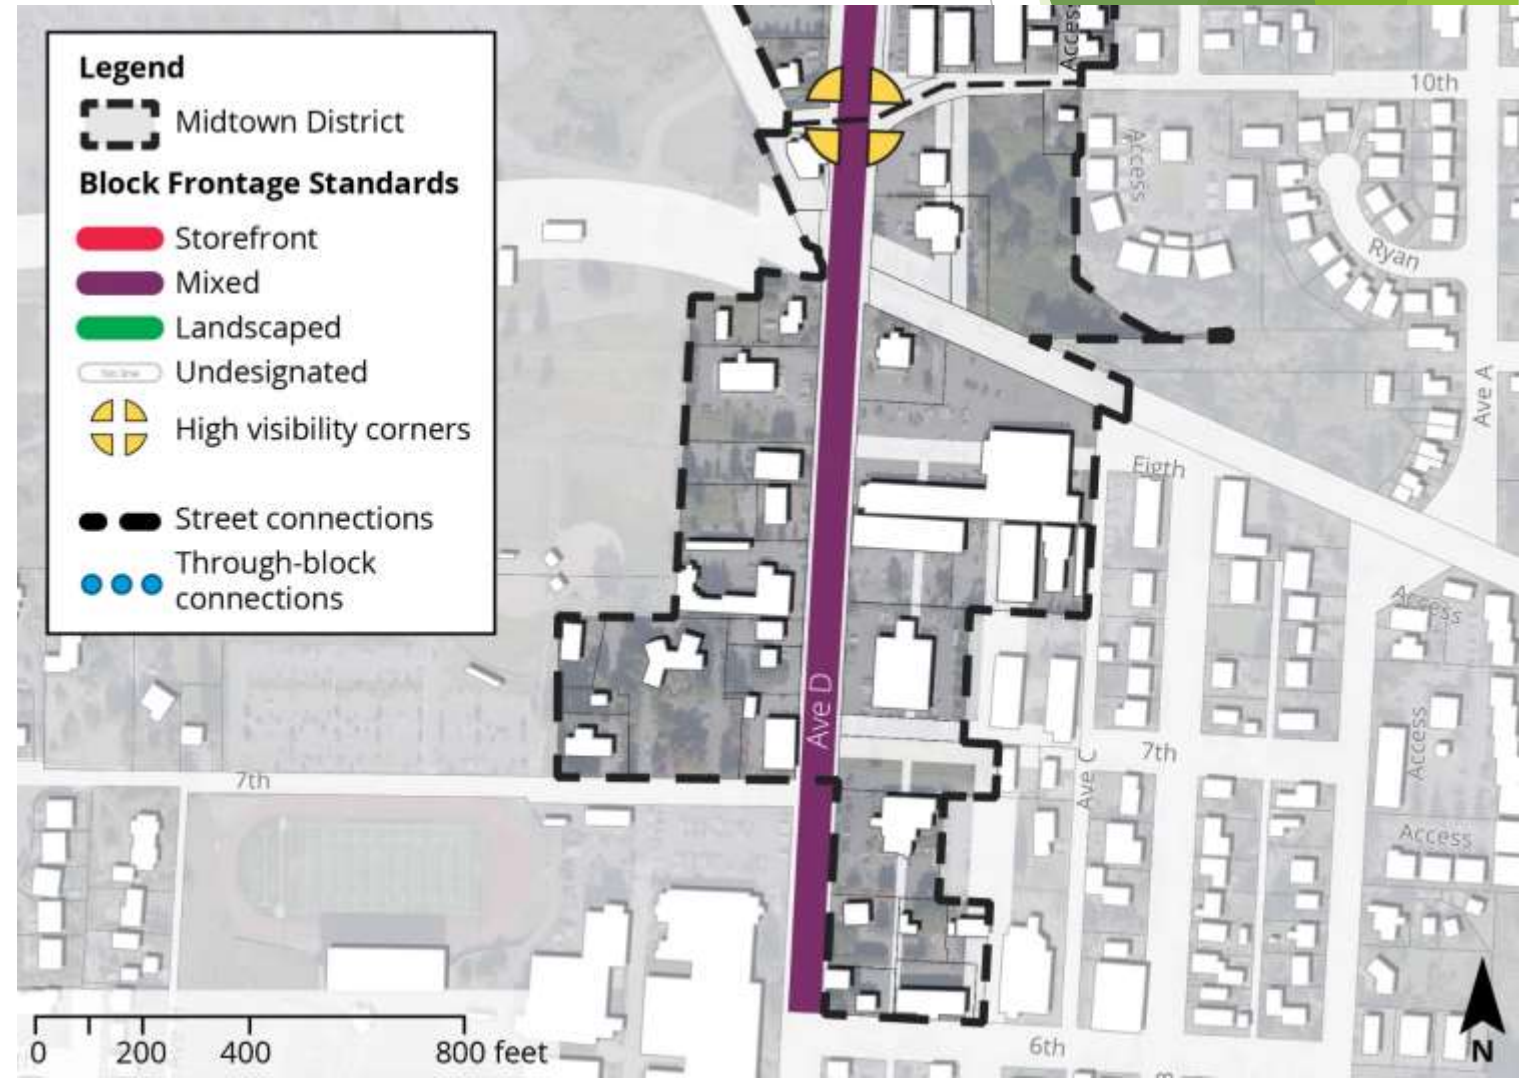 Legend
Midtown District
Block Frontage Standards
Storefront
Mixed
Landscaped
Undesignated
High visibility corners
Street connections
Through-block
connections
Access
10th
Access
Ryan
Ave A
Eigth
Access
Ave D
Access
7th
Ave C
7th
Access
6th
0 200 400 800 feet
N